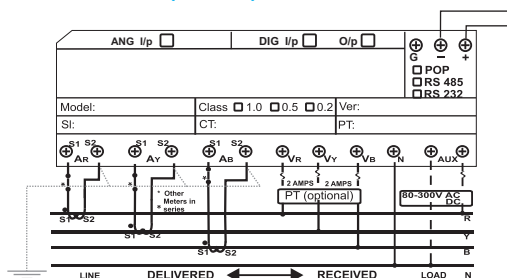 ANG I/p DIG I/p O/p
G − +
POP
RS 485
RS 232
Model: Class 1.0 0.5 0.2 Ver:
SI: CT: PT:
S1 S2 S1 S2 S1 S2
AR AY AB VR VY VB N AUX
2 AMPS 2 AMPS
* Other
Meters in
series
PT (optional)
80-300V AC
DC
S1 S2 R
S1 S2 Y
S1 S2 B
LINE DELIVERED RECEIVED LOAD N